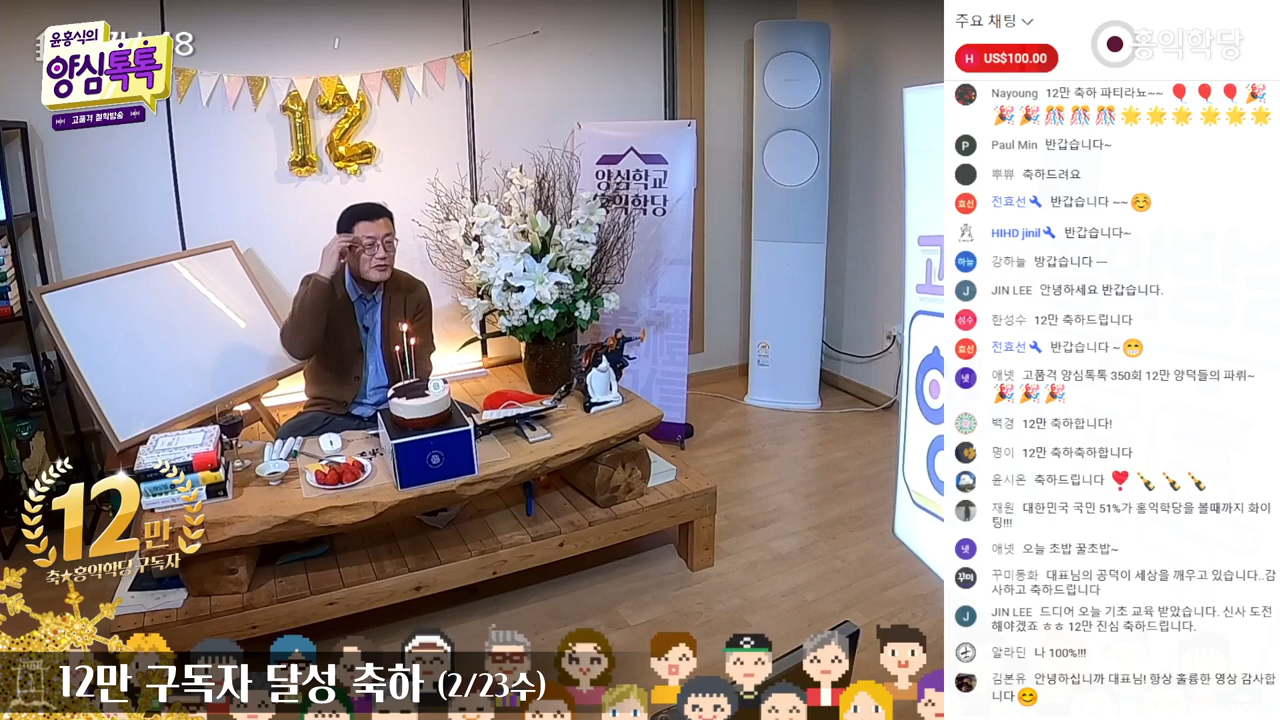 윤홍식의
양심톡톡
고품격 철학방송
12
양심학교
홍익학당
12만
축★홍익학당 구독자
12만 구독자 달성 축하 (2/23수)
주요 채팅
홍익학당
H US$100.00
Nayoung 12만 축하 파티라뇨~~ 🎈🎈🎈🎉
🎉🎉🎊🎊🎊🌟🌟🌟🌟🌟🌟
P Paul Min 반갑습니다~
뿌쀼 축하드려요
효선 전효선 반갑습니다 ~~☺️
HIHD jinil 반갑습니다~
하늘 강하늘 방갑습니다 ㅡ
J JIN LEE 안녕하세요 반갑습니다.
성수 한성수 12만 축하드립니다
효선 전효선 반갑습니다 ~😁
넷 애넷 고품격 양심톡톡 350회 12만 양덕들의 파뤼~
🎉🎉🎉
백경 12만 축하합니다!
명이 12만 축하축하합니다
윤시온 축하드립니다 ❣️🍾🍾🍾
재원 대한민국 국민 51%가 홍익학당을 볼때까지 화이
팅!!!
넷 애넷 오늘 초밥 꿀초밥~
꾸미 꾸미동화 대표님의 공덕이 세상을 깨우고 있습니다..감
사하고 축하드립니다
J JIN LEE 드디어 오늘 기초 교육 받았습니다. 신사 도전
해야겠죠 ㅎㅎ 12만 진심 축하드립니다.
알라딘 나 100%!!!
김본유 안녕하십니까 대표님! 항상 훌륭한 영상 감사합
니다😊